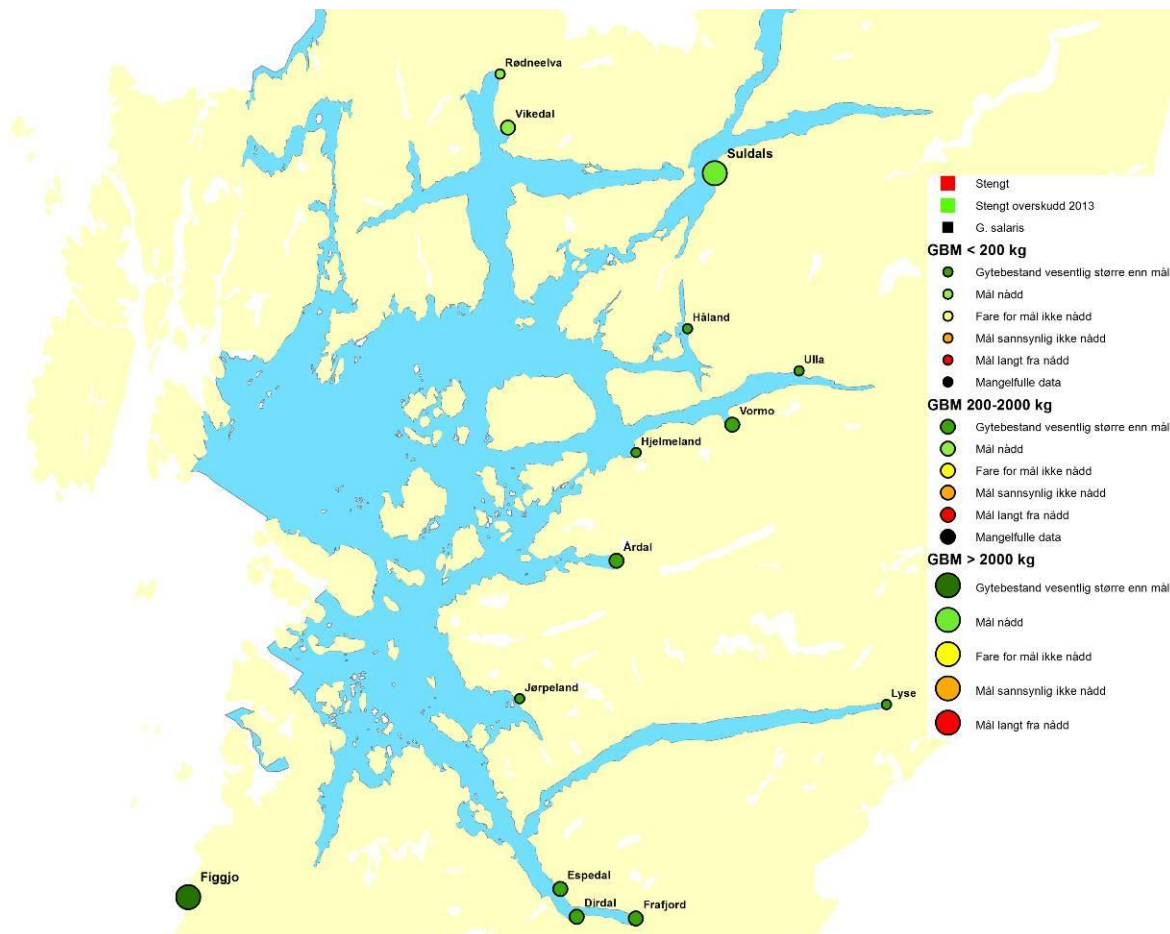 Rødneelva
Vikedal
Suldals
Håland
Ulla
Vormo
Hjelmeland
Årdal
Jørpeland
Lyse
Espedal
Dirdal
Frafjord
Figgjo
Stengt
Stengt overskudd 2013
G. salaris
GBM < 200 kg
Gytebestand vesentlig større enn mål
Mål nådd
Fare for mål ikke nådd
Mål sannsynlig ikke nådd
Mål langt fra nådd
Mangelfulle data
GBM 200-2000 kg
Gytebestand vesentlig større enn mål
Mål nådd
Fare for mål ikke nådd
Mål sannsynlig ikke nådd
Mål langt fra nådd
Mangelfulle data
GBM > 2000 kg
Gytebestand vesentlig større enn mål
Mål nådd
Fare for mål ikke nådd
Mål sannsynlig ikke nådd
Mål langt fra nådd